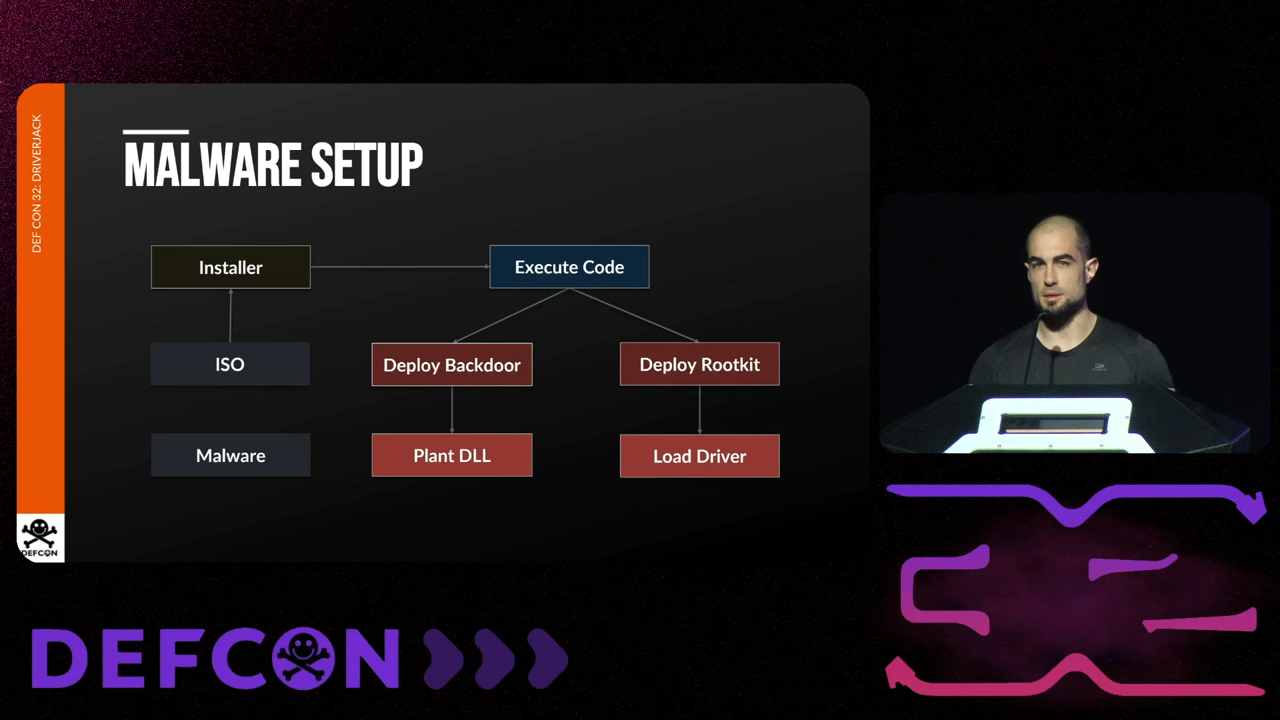 DEF CON 32: DRIVERJACK
MALWARE SETUP
Installer
Execute Code
ISO
Deploy Backdoor
Deploy Rootkit
Malware
Plant DLL
Load Driver
DEFCON
DEFCON